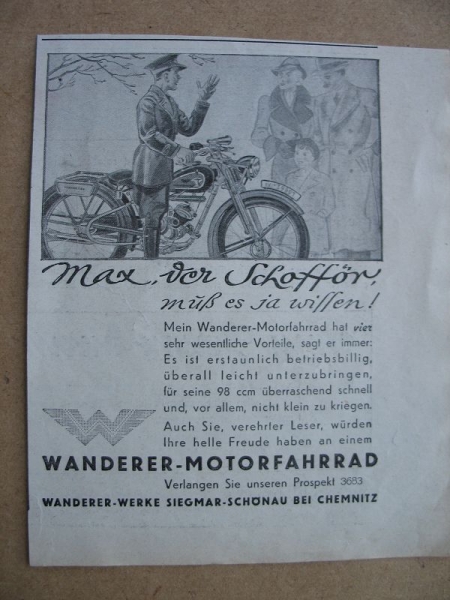 Max, der Schofför,
muß es ja wissen!
Mein Wanderer-Motorfahrrad hat vier
sehr wesentliche Vorteile, sagt er immer:
Es ist erstaunlich betriebsbillig,
überall leicht unterzubringen,
für seine 98 ccm überraschend schnell
und, vor allem, nicht klein zu kriegen.
Auch Sie, verehrter Leser, würden
Ihre helle Freude haben an einem
WANDERER-MOTORFAHRRAD
Verlangen Sie unseren Prospekt 3653
WANDERER-WERKE SIEGMAR-SCHÖNAU BEI CHEMNITZ